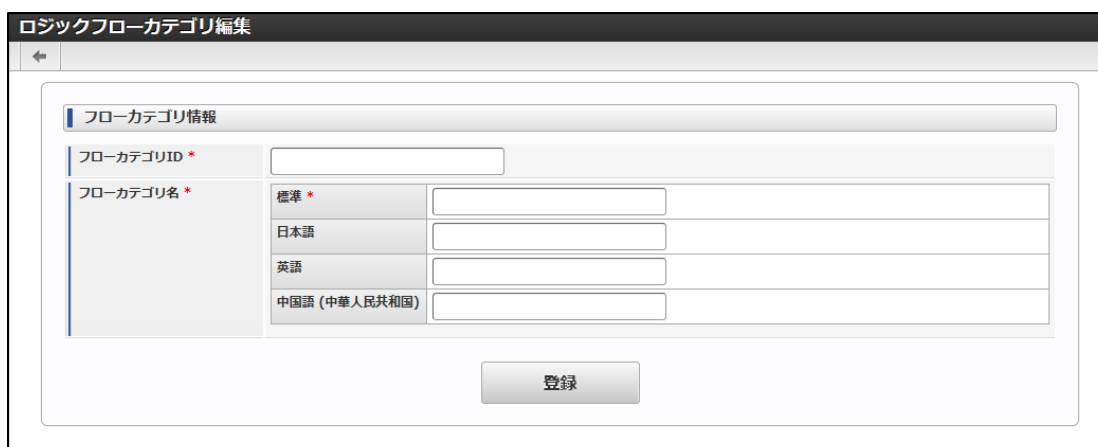 ロジックフローカテゴリ編集
フローカテゴリ情報
フローカテゴリID *
フローカテゴリ名 *
標準 *
日本語
英語
中国語 (中華人民共和国)
登録